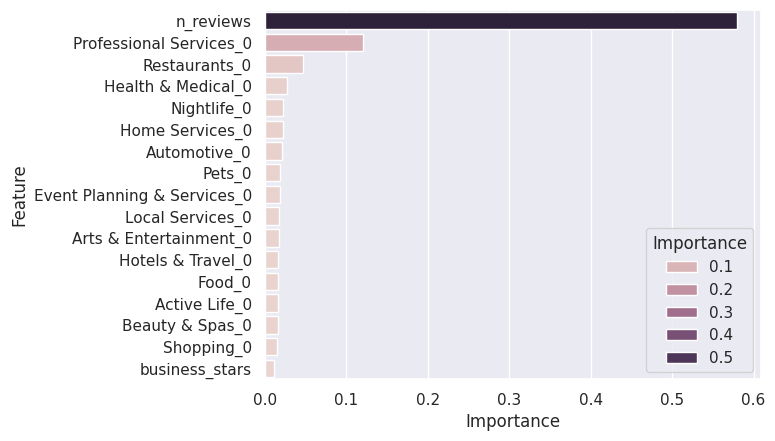 n_reviews
Professional Services_0
Restaurants_0
Health & Medical_0
Nightlife_0
Home Services_0
Automotive_0
Pets_0
Event Planning & Services_0
Local Services_0
Arts & Entertainment_0
Hotels & Travel_0
Food_0
Active Life_0
Beauty & Spas_0
Shopping_0
business_stars
Feature
0.0 0.1 0.2 0.3 0.4 0.5 0.6
Importance
Importance
0.1
0.2
0.3
0.4
0.5